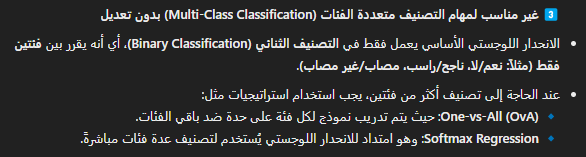 3 غير مناسب لمهام التصنيف متعددة الفئات (Multi-Class Classification) بدون تعديل
• الانحدار اللوجستي الأساسي يعمل فقط في التصنيف الثنائي (Binary Classification)، أي أنه يقرر بين فئتين
فقط (مثلاً: نعم/لا، ناجح/راسب، مصاب/غير مصاب).
• عند الحاجة إلى تصنيف أكثر من فئتين، يجب استخدام استراتيجيات مثل:
🔹 One-vs-All (OvA): حيث يتم تدريب نموذج لكل فئة على حدة ضد باقي الفئات.
🔹 Softmax Regression: وهو امتداد للانحدار اللوجستي يُستخدم لتصنيف عدة فئات مباشرةً.